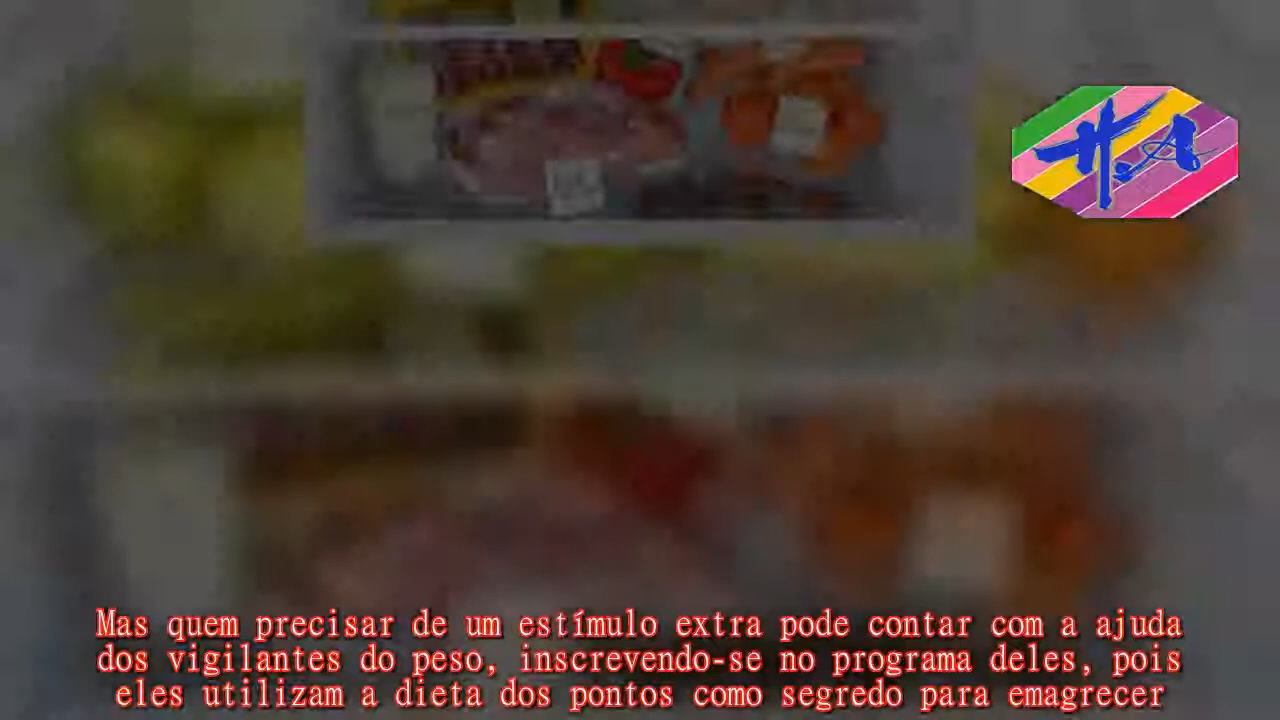 H.A
Mas quem precisar de um estímulo extra pode contar com a ajuda
dos vigilantes do peso, inscrevendo-se no programa deles, pois
eles utilizam a dieta dos pontos como segredo para emagrecer